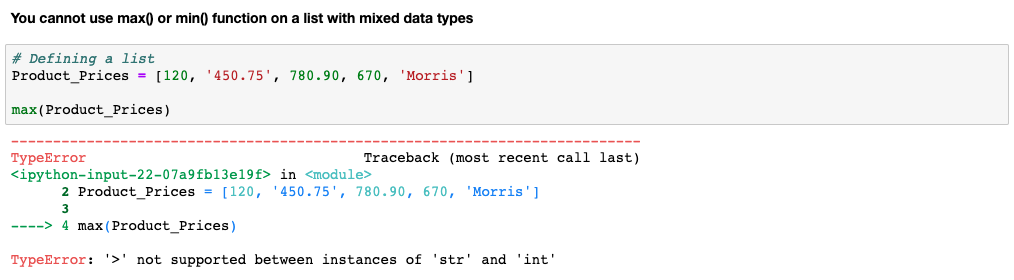 You cannot use max() or min() function on a list with mixed data types
# Defining a list
Product_Prices = [120, '450.75', 780.90, 670, 'Morris']
max(Product_Prices)
---------------------------------------------------------------------------
TypeError                                 Traceback (most recent call last)
<ipython-input-22-07a9fb13e19f> in <module>
      2 Product_Prices = [120, '450.75', 780.90, 670, 'Morris']
      3
----> 4 max(Product_Prices)
TypeError: '>' not supported between instances of 'str' and 'int'